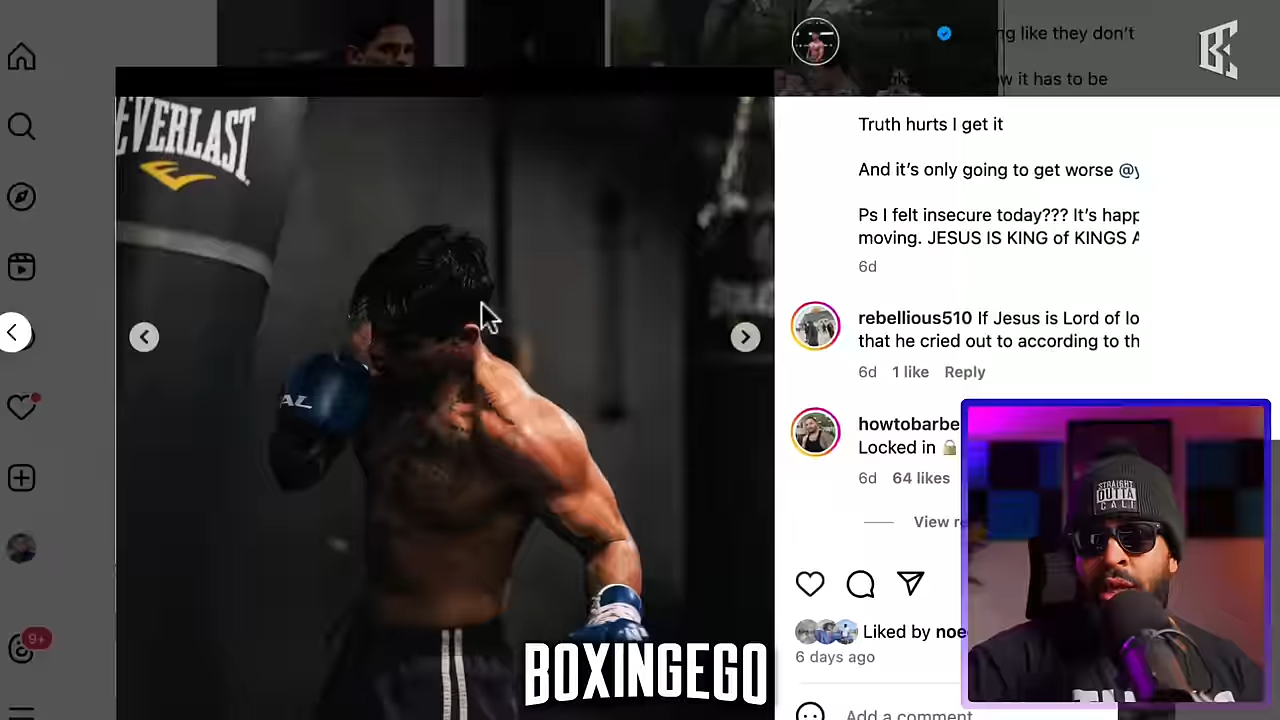 ng like they don't
w it has to be
Truth hurts I get it
And it's only going to get worse @y
Ps I felt insecure today??? It's happ
moving. JESUS IS KING of KINGS A
6d
rebellious510 If Jesus is Lord of lo
that he cried out to according to th
6d 1 like Reply
howtobarbe
Locked in 🔒
6d 64 likes
View re
Liked by noe
6 days ago
Add a comment
EVERLAST
AL
9+
BOXINGEGO
STRAIGHT
OUTTA
CALI